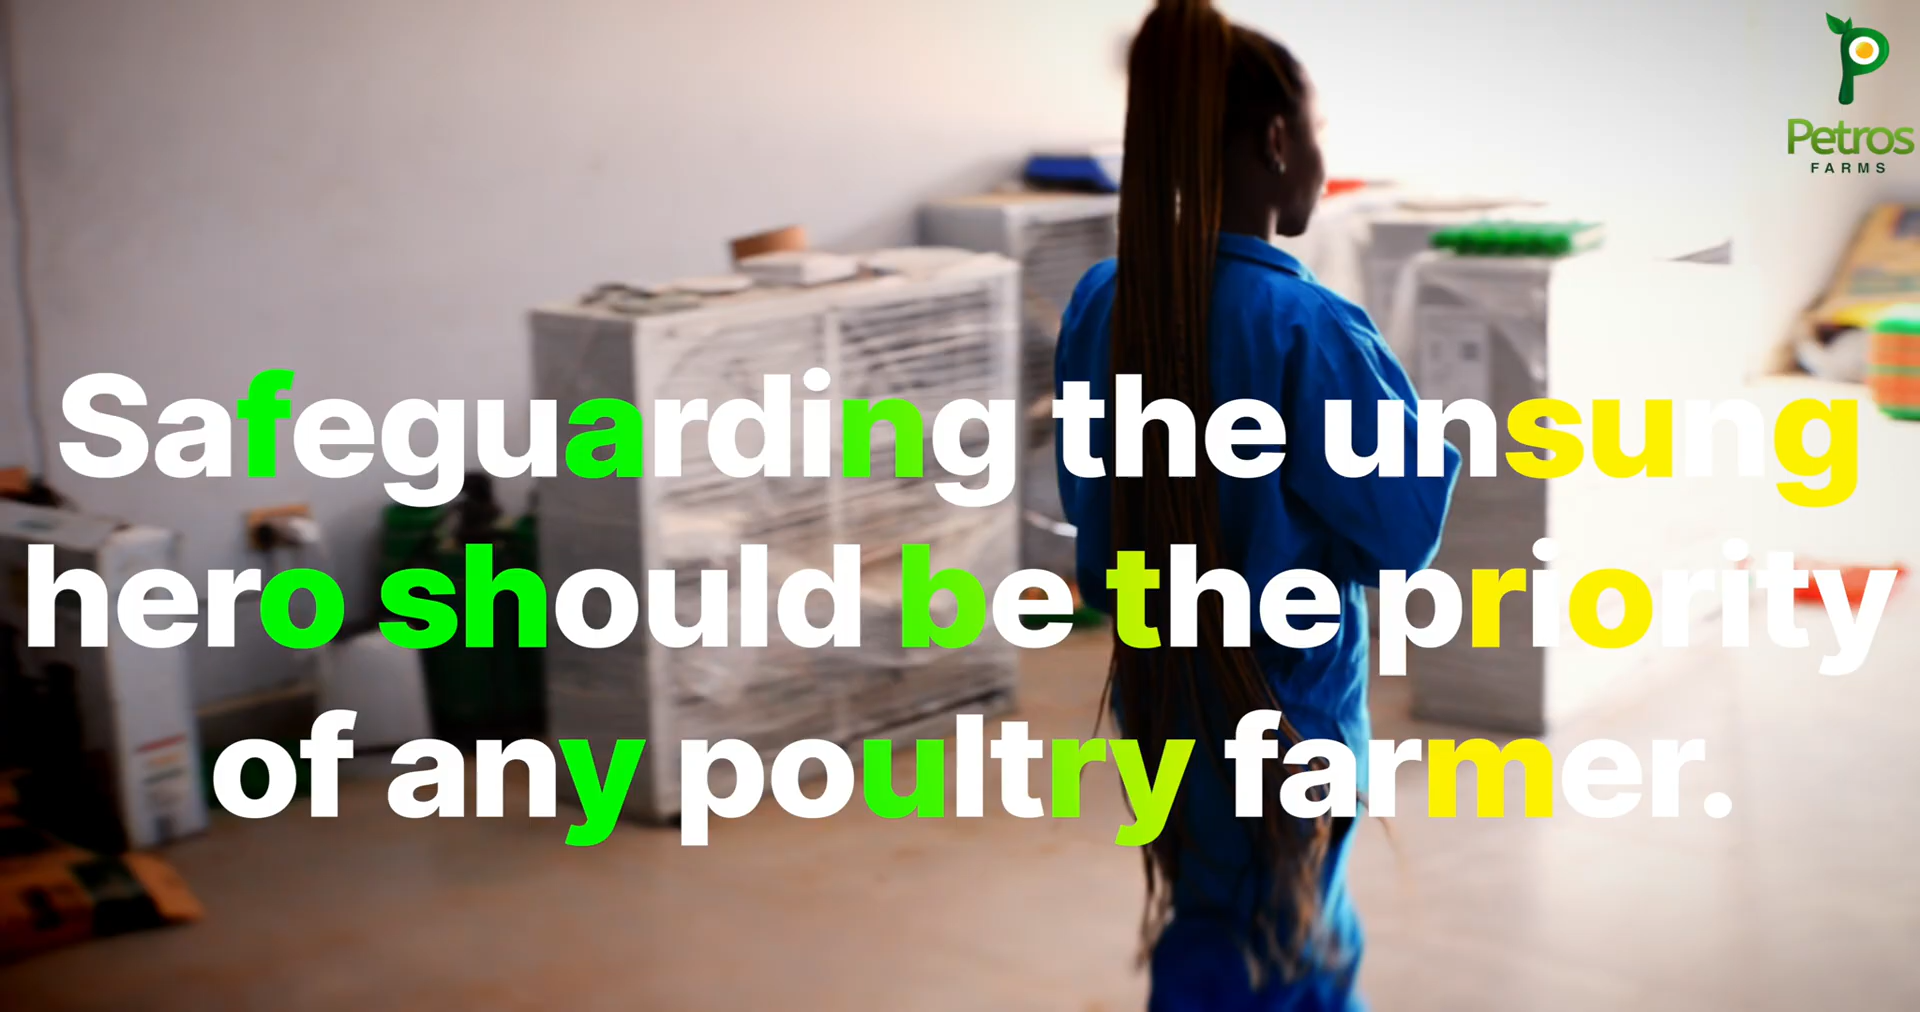 Petros
FARMS
Safeguarding the unsung
hero should be the priority
of any poultry farmer.